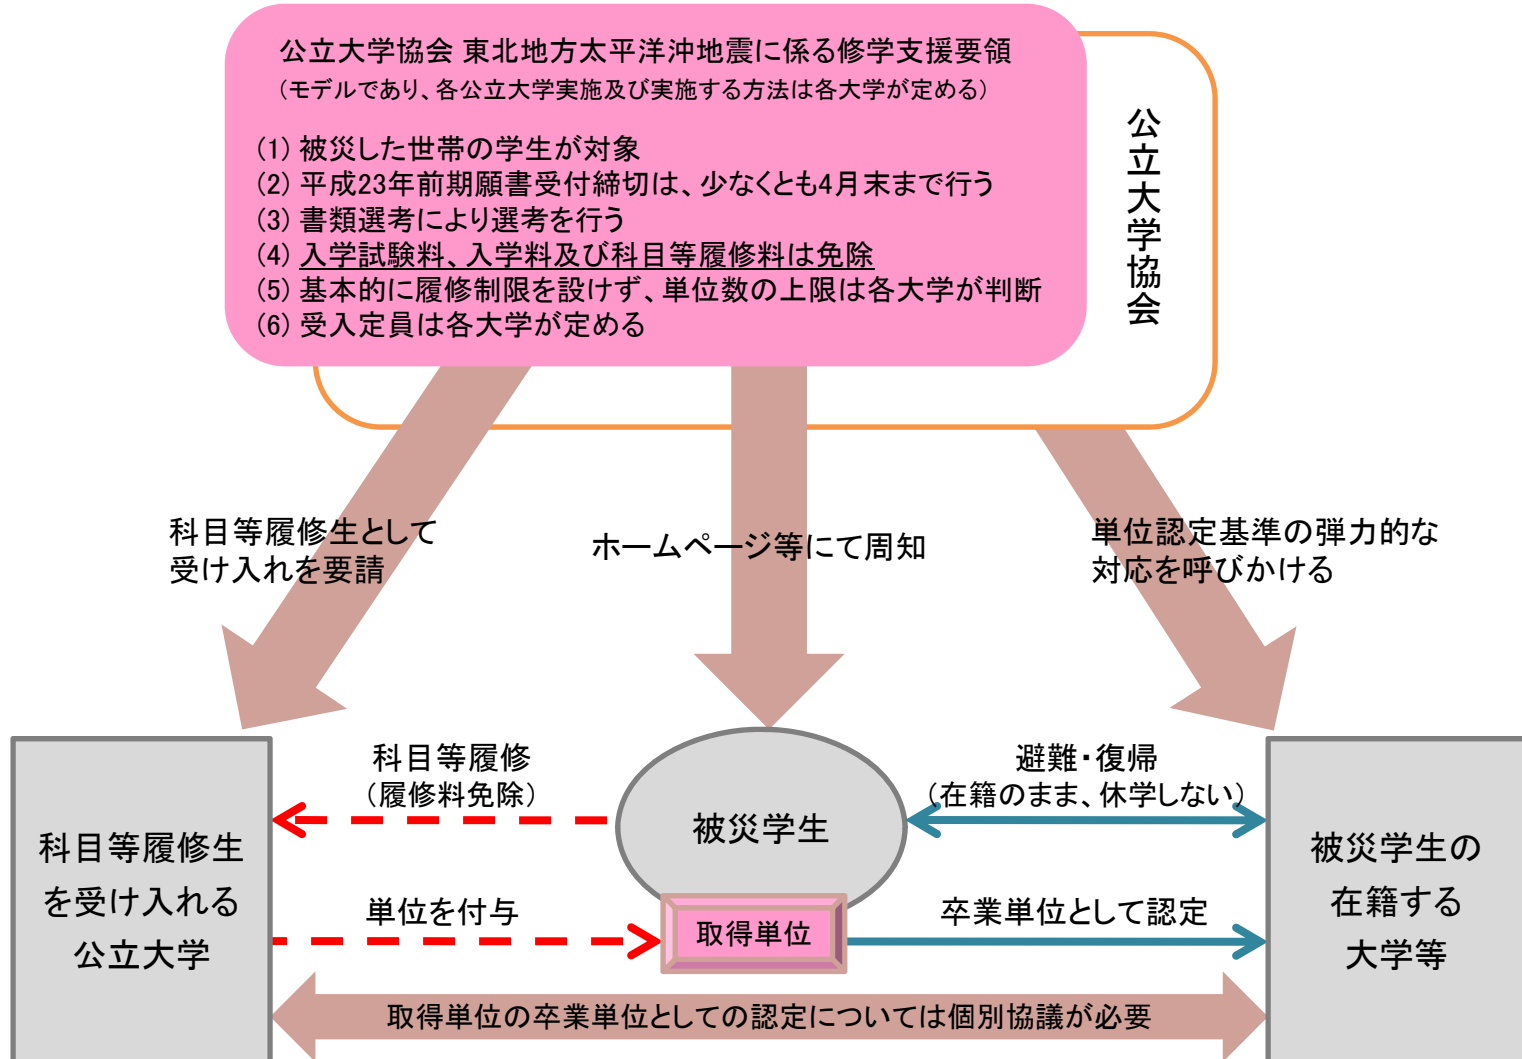 公立大学協会 東北地方太平洋沖地震に係る修学支援要領
（モデルであり、各公立大学実施及び実施する方法は各大学が定める）
(1) 被災した世帯の学生が対象
(2) 平成23年前期願書受付締切は、少なくとも4月末まで行う
(3) 書類選考により選考を行う
(4) 入学試験料、入学料及び科目等履修料は免除
(5) 基本的に履修制限を設けず、単位数の上限は各大学が判断
(6) 受入定員は各大学が定める
公立大学協会
科目等履修生として
受け入れを要請
ホームページ等にて周知
単位認定基準の弾力的な
対応を呼びかける
科目等履修
（履修料免除）
避難・復帰
（在籍のまま、休学しない）
科目等履修生
を受け入れる
公立大学
被災学生
被災学生の
在籍する
大学等
単位を付与
取得単位
卒業単位として認定
取得単位の卒業単位としての認定については個別協議が必要